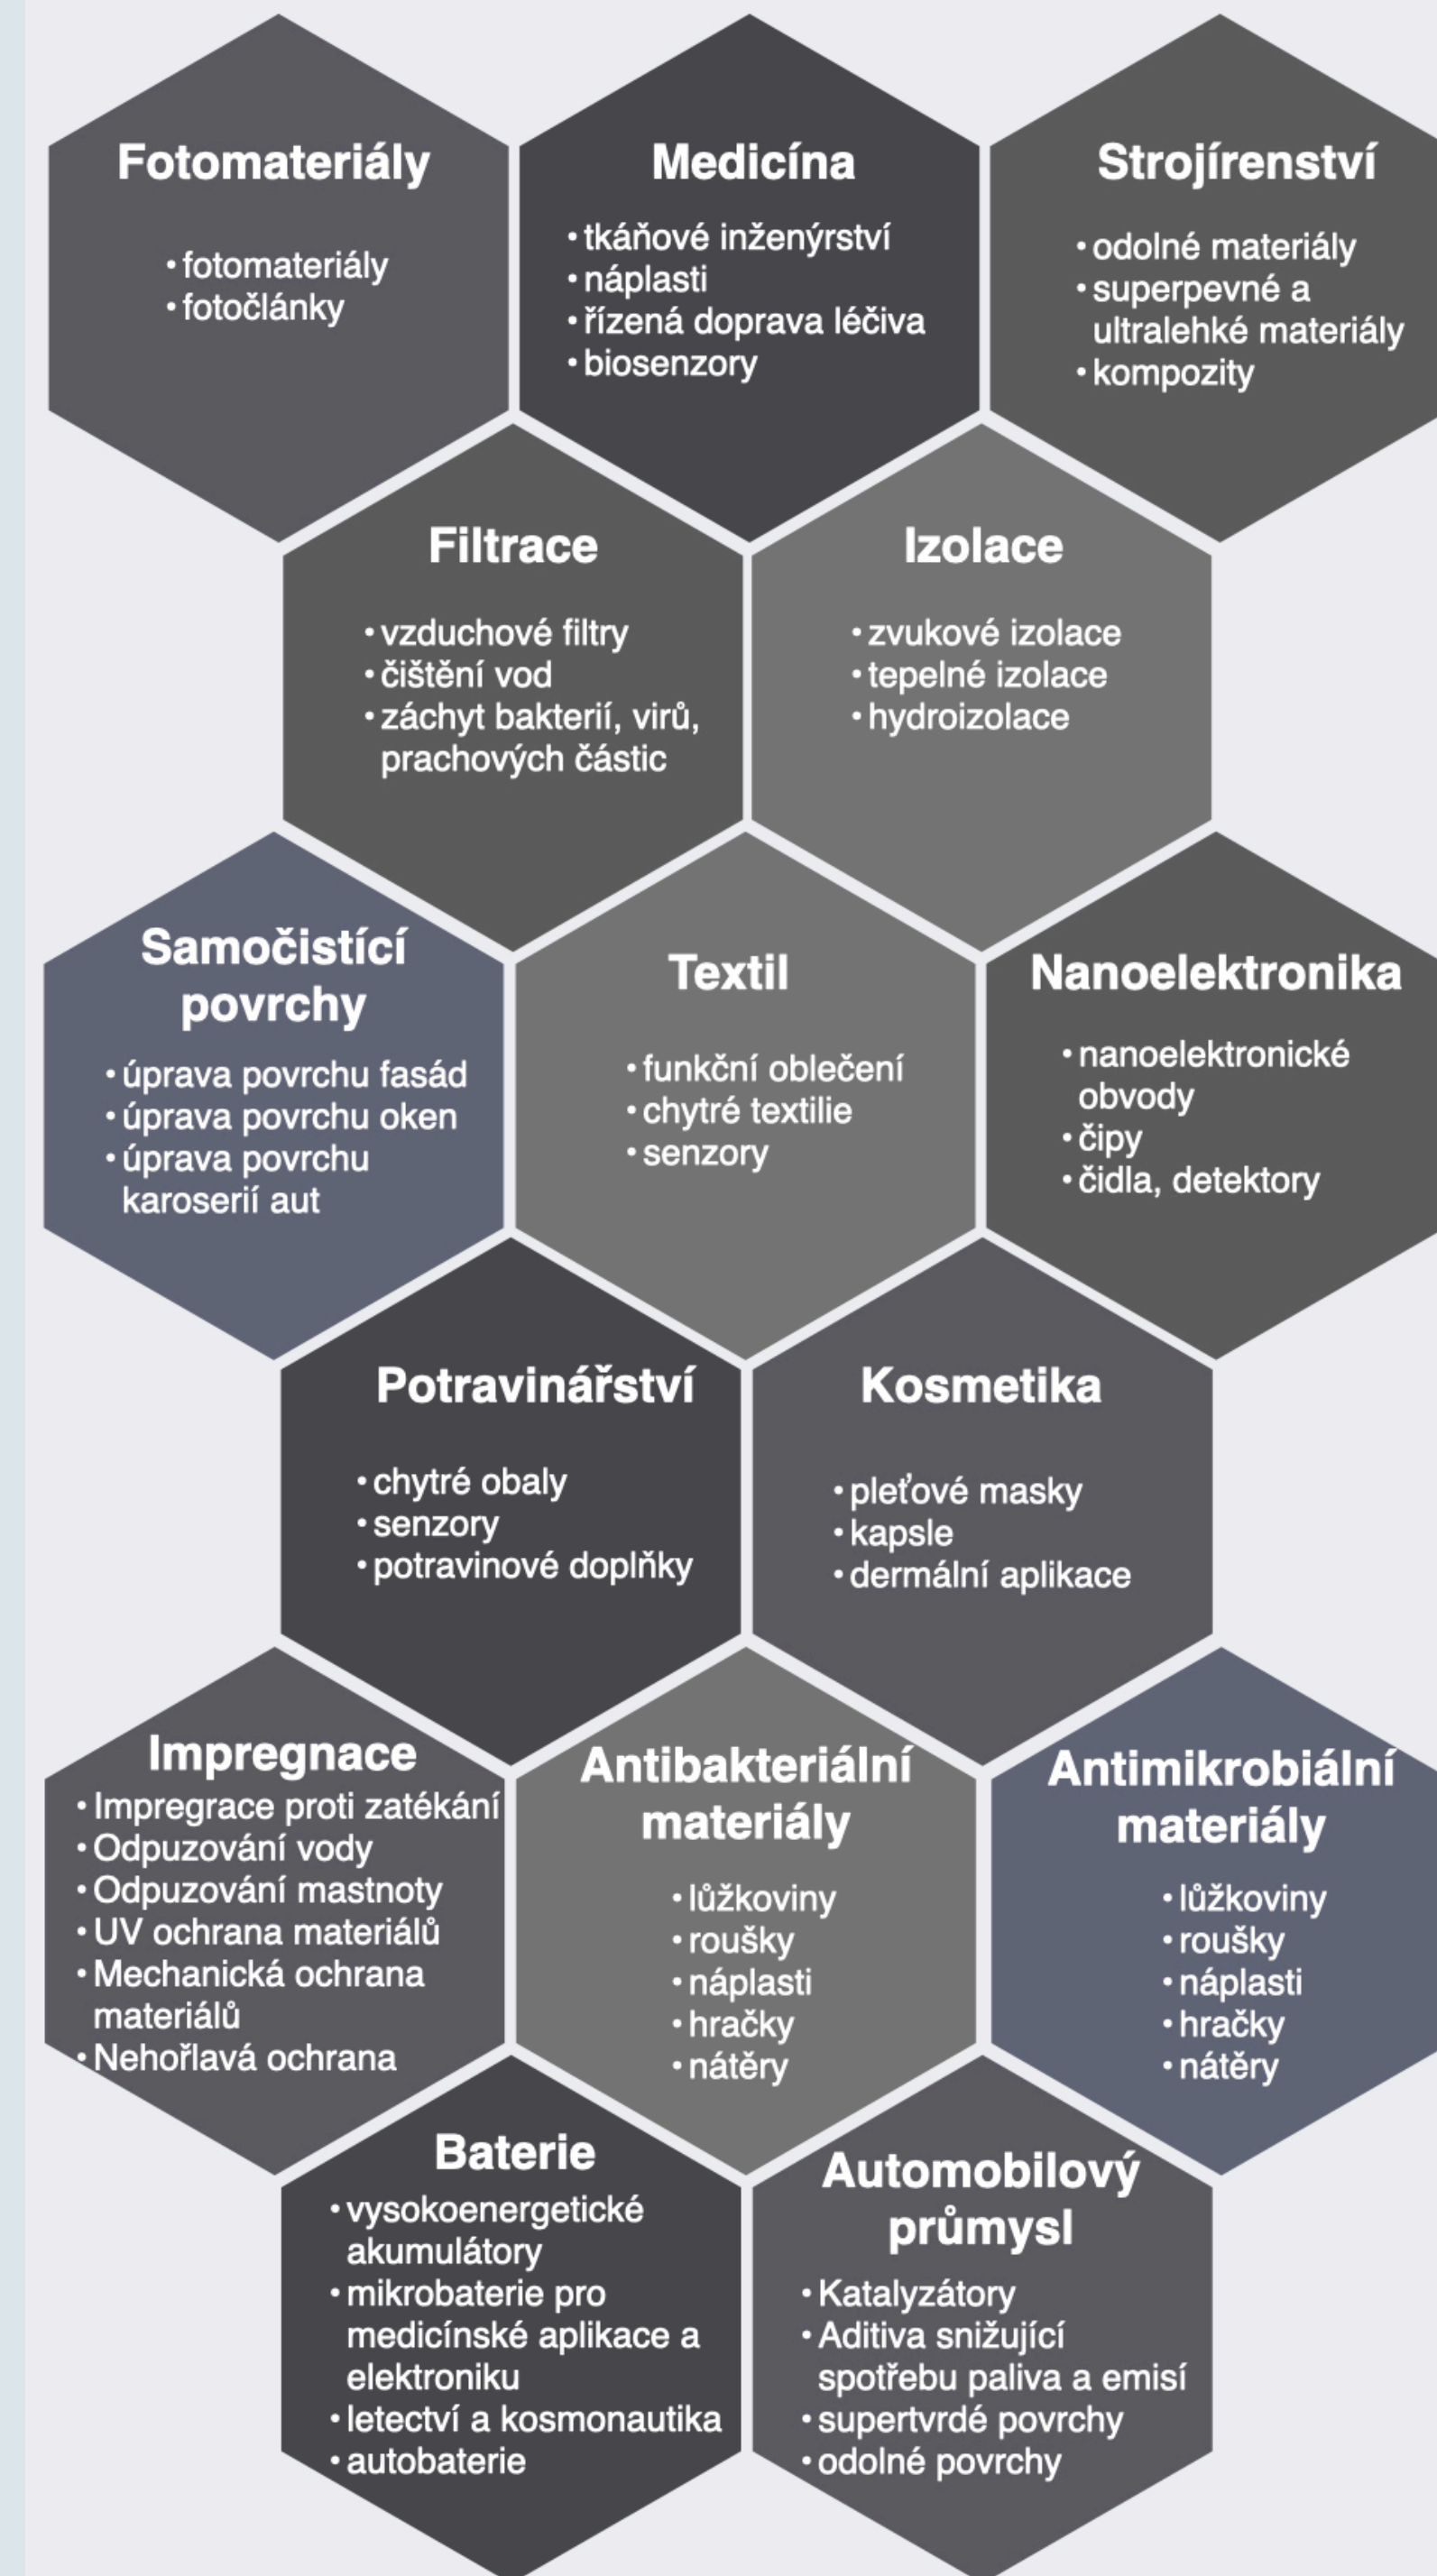 Fotomateriály
• fotomateriály
• fotočlánky
Medicína
• tkáňové inženýrství
• náplasti
• řízená doprava léčiva
• biosenzory
Strojírenství
• odolné materiály
• superpevné a
ultralehké materiály
• kompozity
Filtrace
• vzduchové filtry
• čištění vod
• záchyt bakterií, virů,
prachových částic
Izolace
• zvukové izolace
• tepelné izolace
• hydroizolace
Samočistící
povrchy
• úprava povrchu fasád
• úprava povrchu oken
• úprava povrchu
karoserií aut
Textil
• funkční oblečení
• chytré textilie
• senzory
Nanoelektronika
• nanoelektronické
obvody
• čipy
• čidla, detektory
Potravinářství
• chytré obaly
• senzory
• potravinové doplňky
Kosmetika
• pleťové masky
• kapsle
• dermální aplikace
Impregnace
• Impregrace proti zatékání
• Odpuzování vody
• Odpuzování mastnoty
• UV ochrana materiálů
• Mechanická ochrana
materiálů
• Nehořlavá ochrana
Antibakteriální
materiály
• lůžkoviny
• roušky
• náplasti
• hračky
• nátěry
Antimikrobiální
materiály
• lůžkoviny
• roušky
• náplasti
• hračky
• nátěry
Baterie
• vysokoenergetické
akumulátory
• mikrobaterie pro
medicínské aplikace a
elektroniku
• letectví a kosmonautika
• autobaterie
Automobilový
průmysl
• Katalyzátory
• Aditiva snižující
spotřebu paliva a emisí
• supertvrdé povrchy
• odolné povrchy